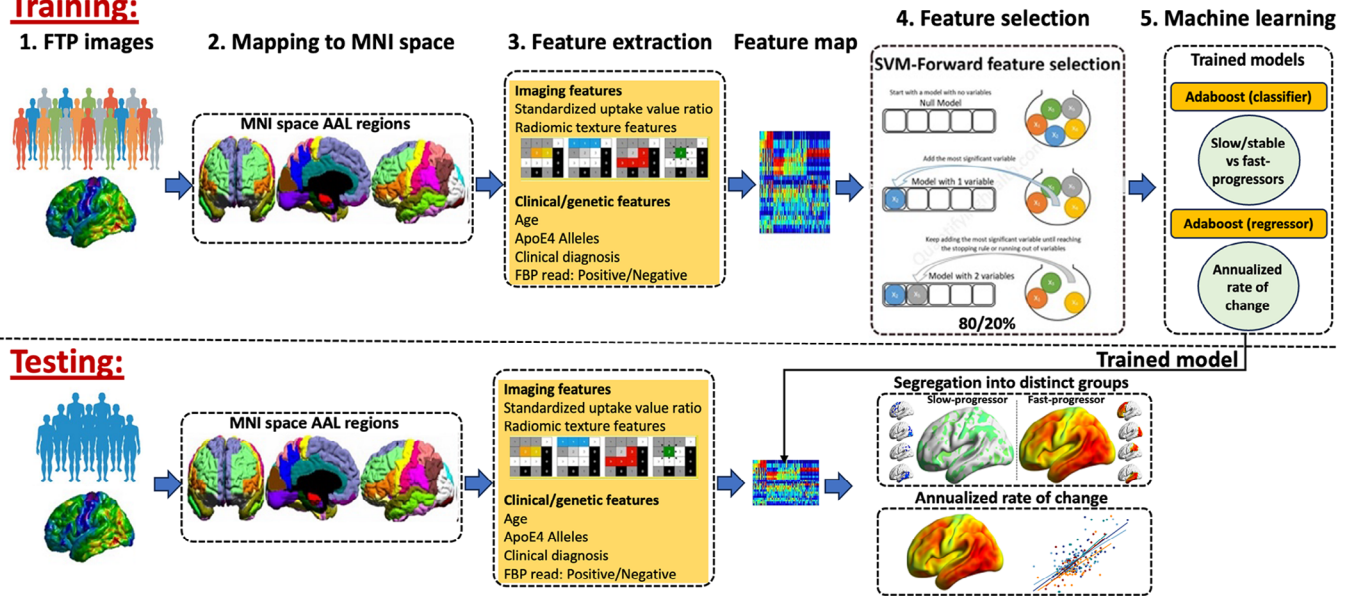 Training:
1. FTP images
2. Mapping to MNI space
3. Feature extraction
Feature map
4. Feature selection
5. Machine learning
MNI space AAL regions
Imaging features
Standardized uptake value ratio
Radiomic texture features
Clinical/genetic features
Age
ApoE4 Alleles
Clinical diagnosis
FBP read: Positive/Negative
SVM-Forward feature selection
Start with a model with no variables
Null Model
X₂
X₅
X₁
X₃
X₄
Add the most significant variable
Model with 1 variable
Keep adding the most significant variable until reaching
the stopping rule or running out of variables
Model with 2 variables
80/20%
Trained models
Adaboost (classifier)
Slow/stable
vs fast-
progressors
Adaboost (regressor)
Annualized
rate of
change
Testing:
Trained model
MNI space AAL regions
Imaging features
Standardized uptake value ratio
Radiomic texture features
Clinical/genetic features
Age
ApoE4 Alleles
Clinical diagnosis
FBP read: Positive/Negative
Segregation into distinct groups
Slow-progressor
Fast-progressor
Annualized rate of change